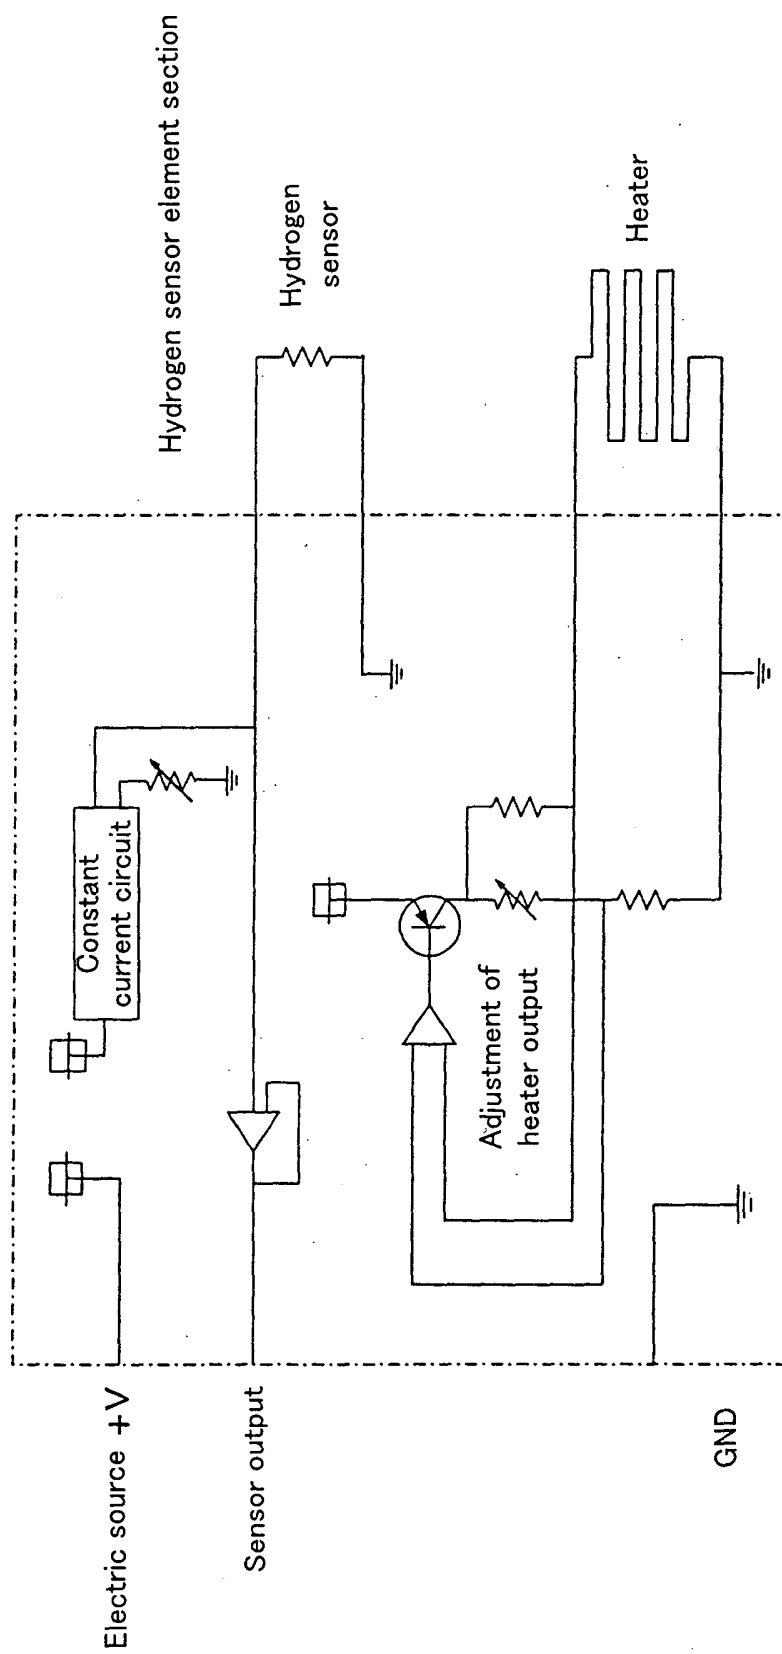 Hydrogen sensor element section
Hydrogen
sensor
Heater
Constant
current circuit
Adjustment of
heater output
Electric source +V
Sensor output
GND